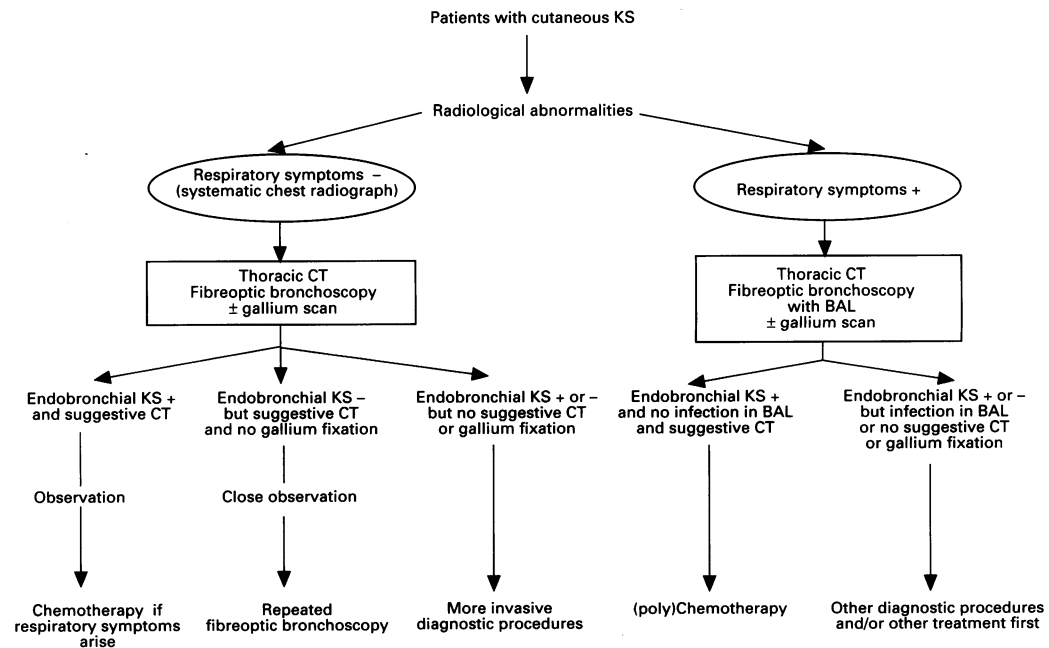 Patients with cutaneous KS
Radiological abnormalities
Respiratory symptoms –
(systematic chest radiograph)
Respiratory symptoms +
Thoracic CT
Fibreoptic bronchoscopy
± gallium scan
Thoracic CT
Fibreoptic bronchoscopy
with BAL
± gallium scan
Endobronchial KS +
and suggestive CT
Endobronchial KS –
but suggestive CT
and no gallium fixation
Endobronchial KS + or –
but no suggestive CT
or gallium fixation
Endobronchial KS +
and no infection in BAL
and suggestive CT
Endobronchial KS + or –
but infection in BAL
or no suggestive CT
or gallium fixation
Observation
Close observation
Chemotherapy if
respiratory symptoms
arise
Repeated
fibreoptic bronchoscopy
More invasive
diagnostic procedures
(poly)Chemotherapy
Other diagnostic procedures
and/or other treatment first